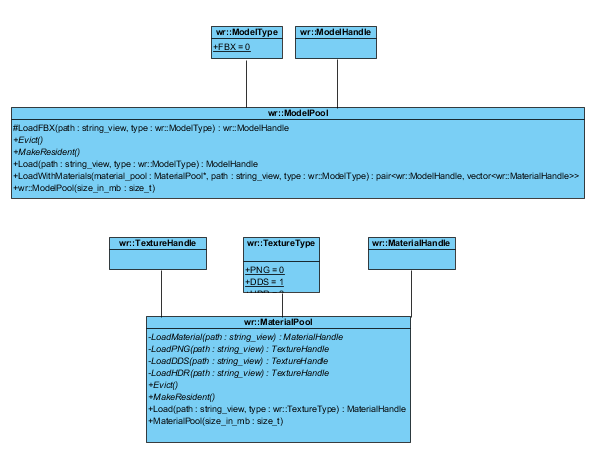 wr::ModelType
+FBX = 0
wr::ModelHandle
wr::ModelPool
#LoadFBX(path : string_view, type : wr::ModelType) : wr::ModelHandle
+Evict()
+MakeResident()
+Load(path : string_view, type : wr::ModelType) : ModelHandle
+LoadWithMaterials(material_pool : MaterialPool*, path : string_view, type : wr::ModelType) : pair<wr::ModelHandle, vector<wr::MaterialHandle>>
+wr::ModelPool(size_in_mb : size_t)
wr::TextureHandle
wr::TextureType
+PNG = 0
+DDS = 1
wr::MaterialHandle
wr::MaterialPool
-LoadMaterial(path : string_view) : MaterialHandle
-LoadPNG(path : string_view) : TextureHandle
-LoadDDS(path : string_view) : TextureHandle
-LoadHDR(path : string_view) : TextureHandle
+Evict()
+MakeResident()
+Load(path : string_view, type : wr::TextureType) : MaterialHandle
+MaterialPool(size_in_mb : size_t)